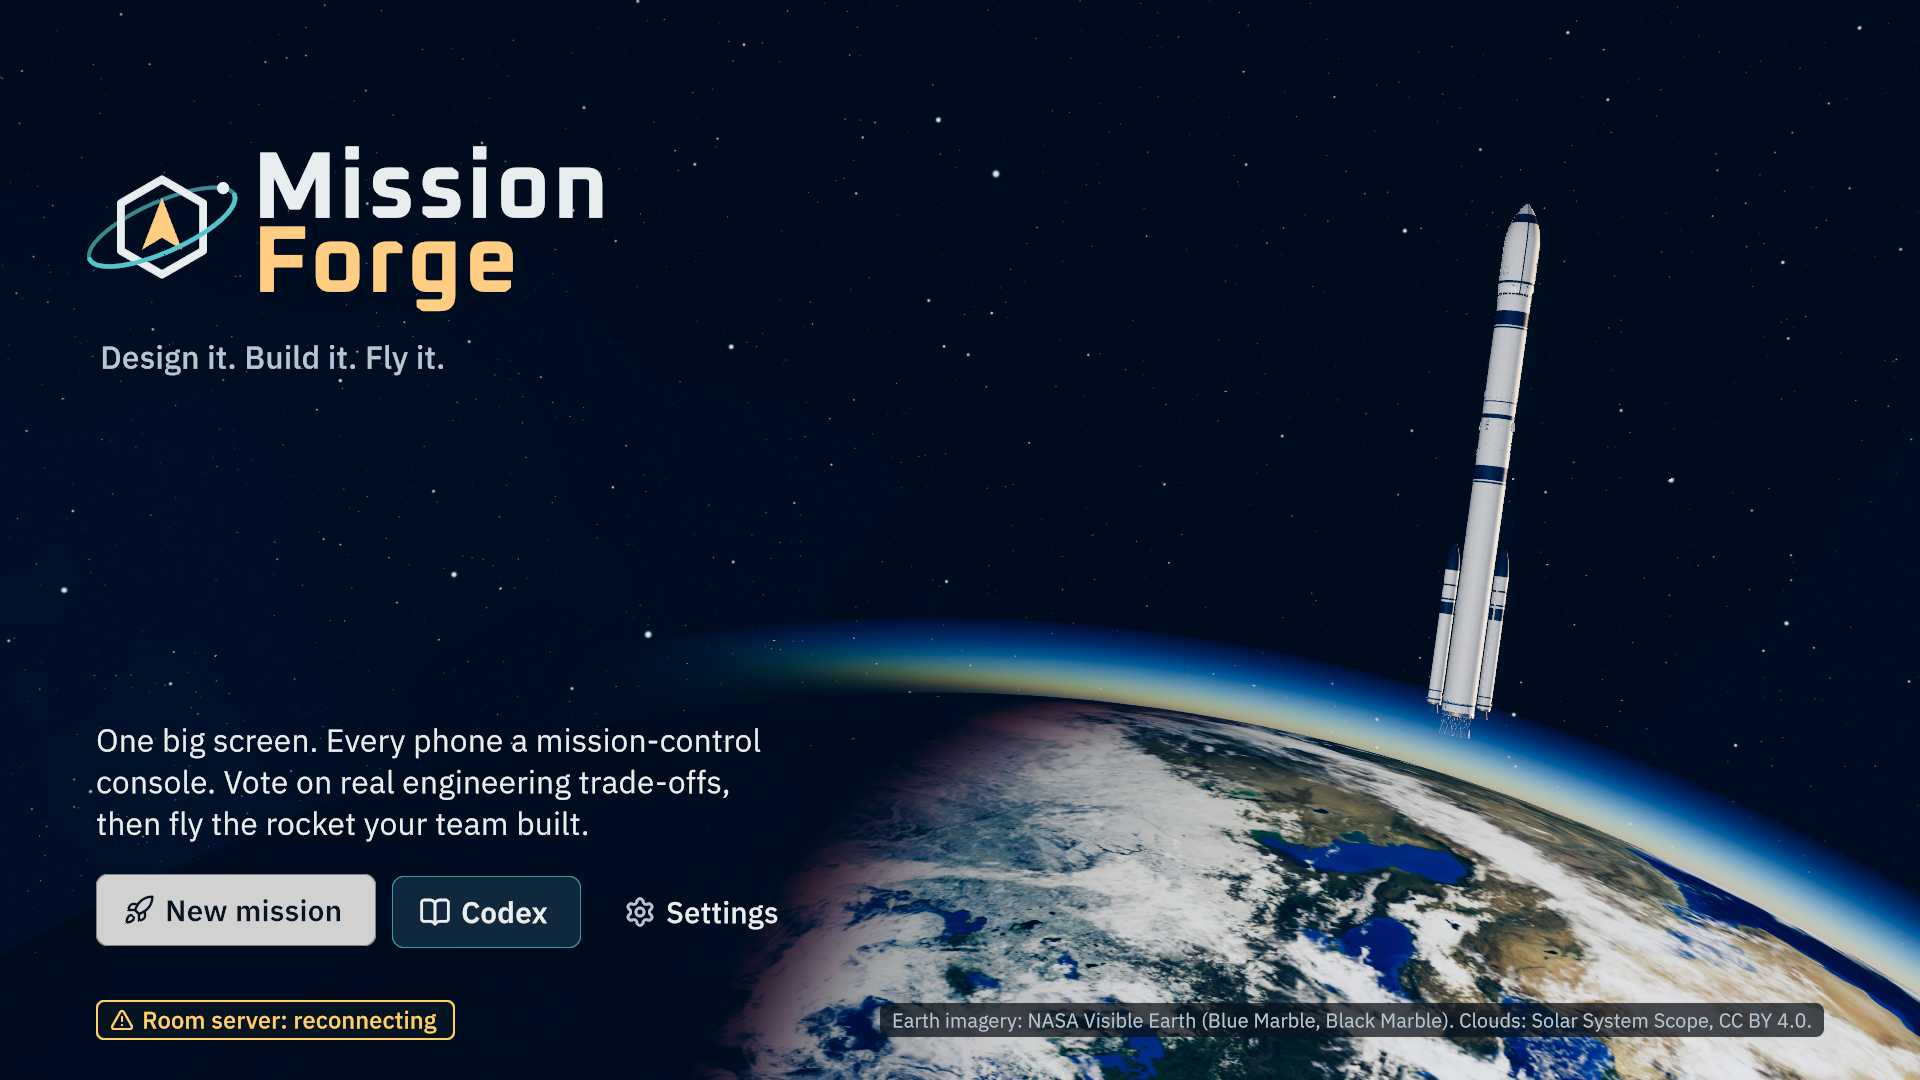 Mission
Forge
Design it. Build it. Fly it.
One big screen. Every phone a mission-control
console. Vote on real engineering trade-offs,
then fly the rocket your team built.
New mission
Codex
Settings
Room server: reconnecting
Earth imagery: NASA Visible Earth (Blue Marble, Black Marble). Clouds: Solar System Scope, CC BY 4.0.